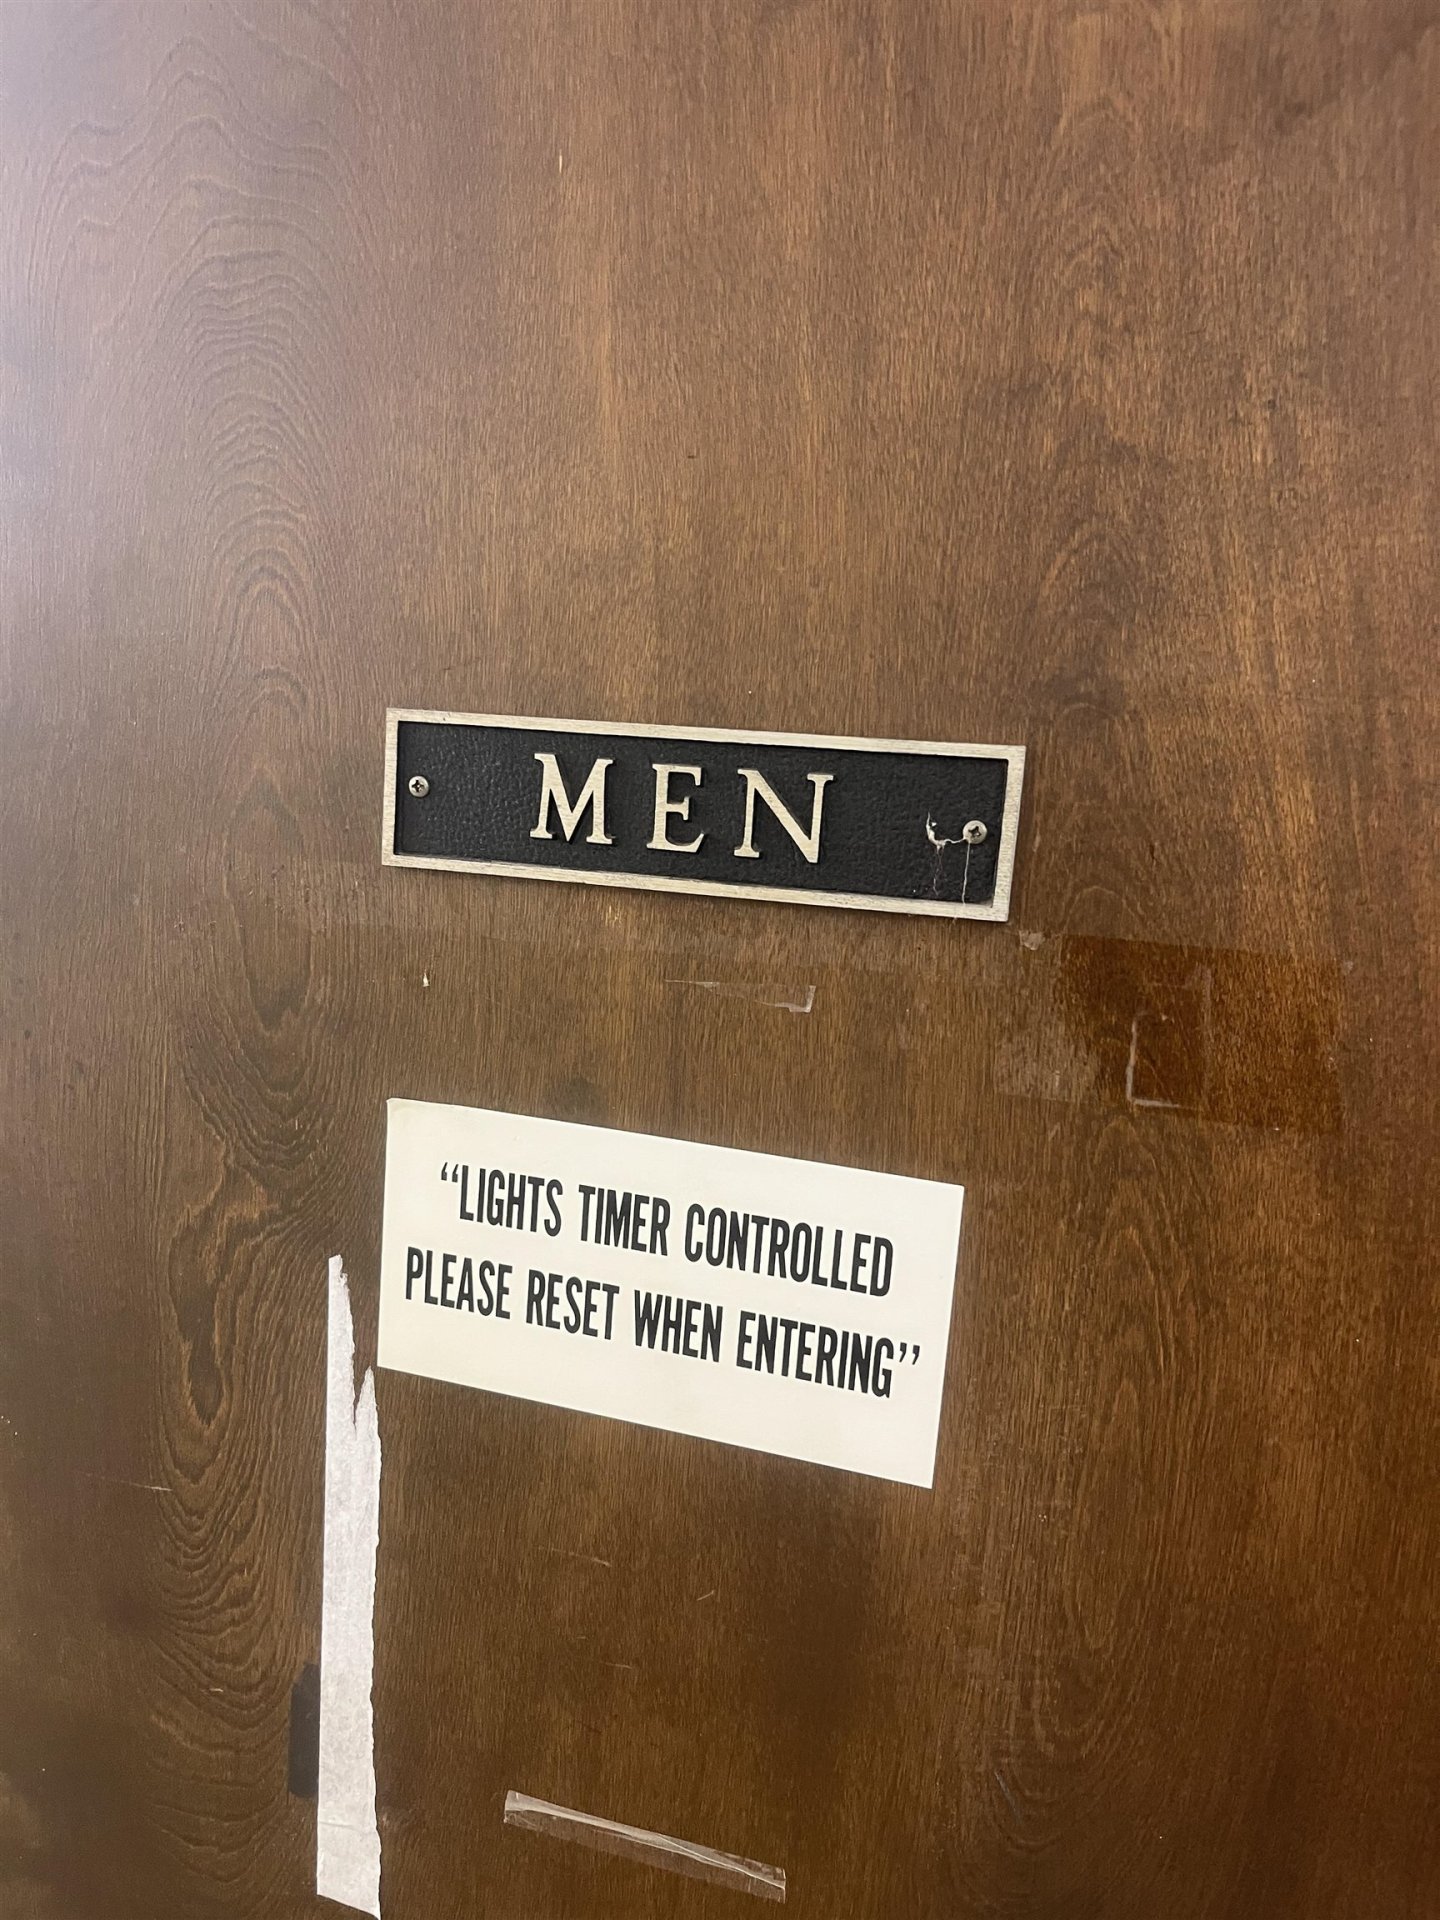 MEN
“LIGHTS TIMER CONTROLLED
PLEASE RESET WHEN ENTERING”